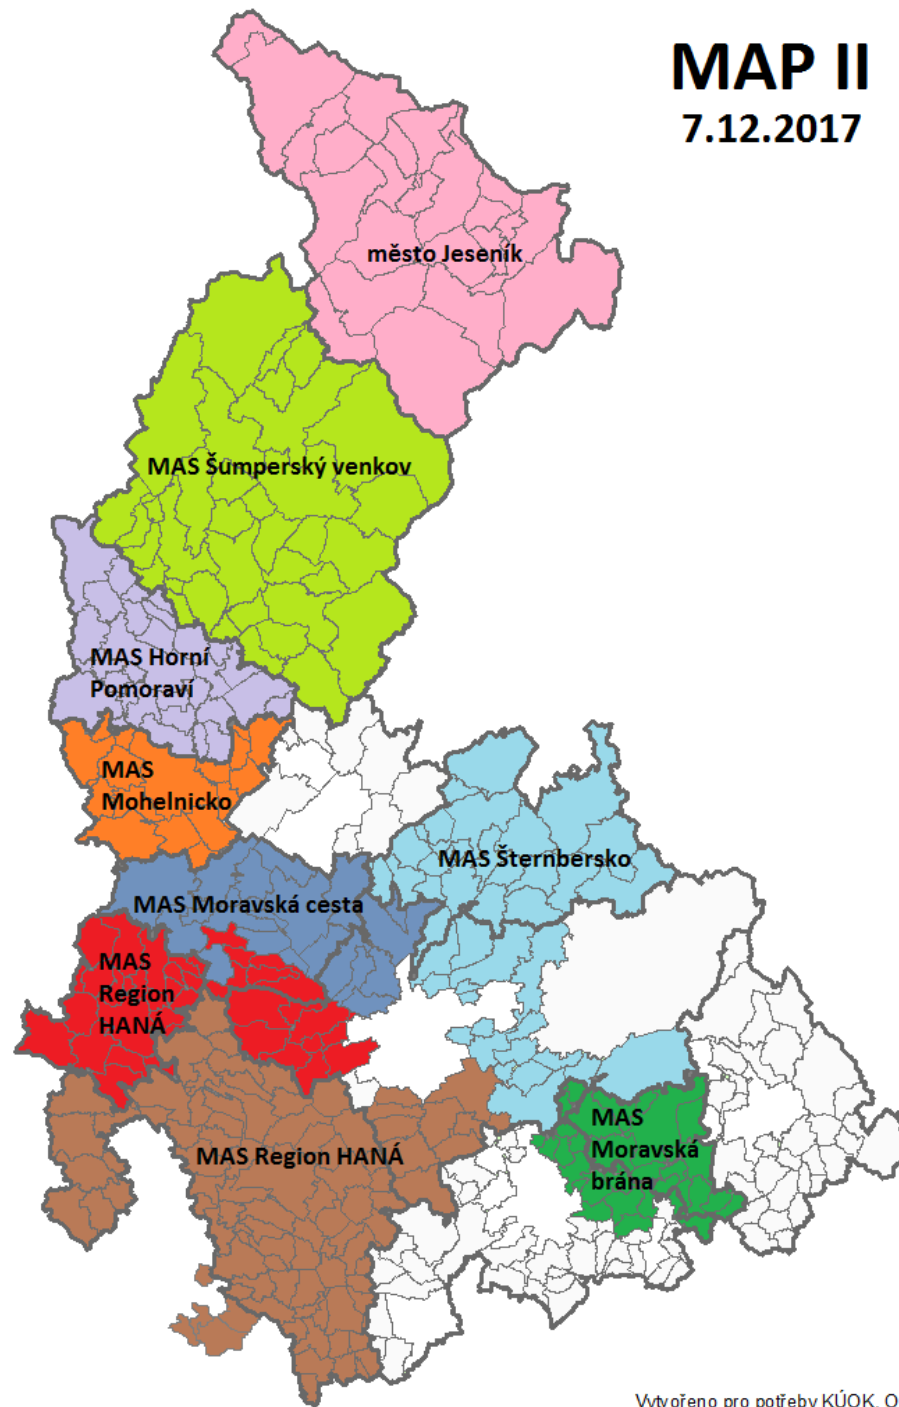 MAP II
7.12.2017
město Jeseník
MAS Šumperský venkov
MAS Horní
Pomoraví
MAS
Mohelnicko
MAS Šternbersko
MAS Moravská cesta
MAS
Region
HANÁ
MAS
Moravská
brána
MAS Region HANÁ
Vytvořeno pro potřeby KÚOK, O